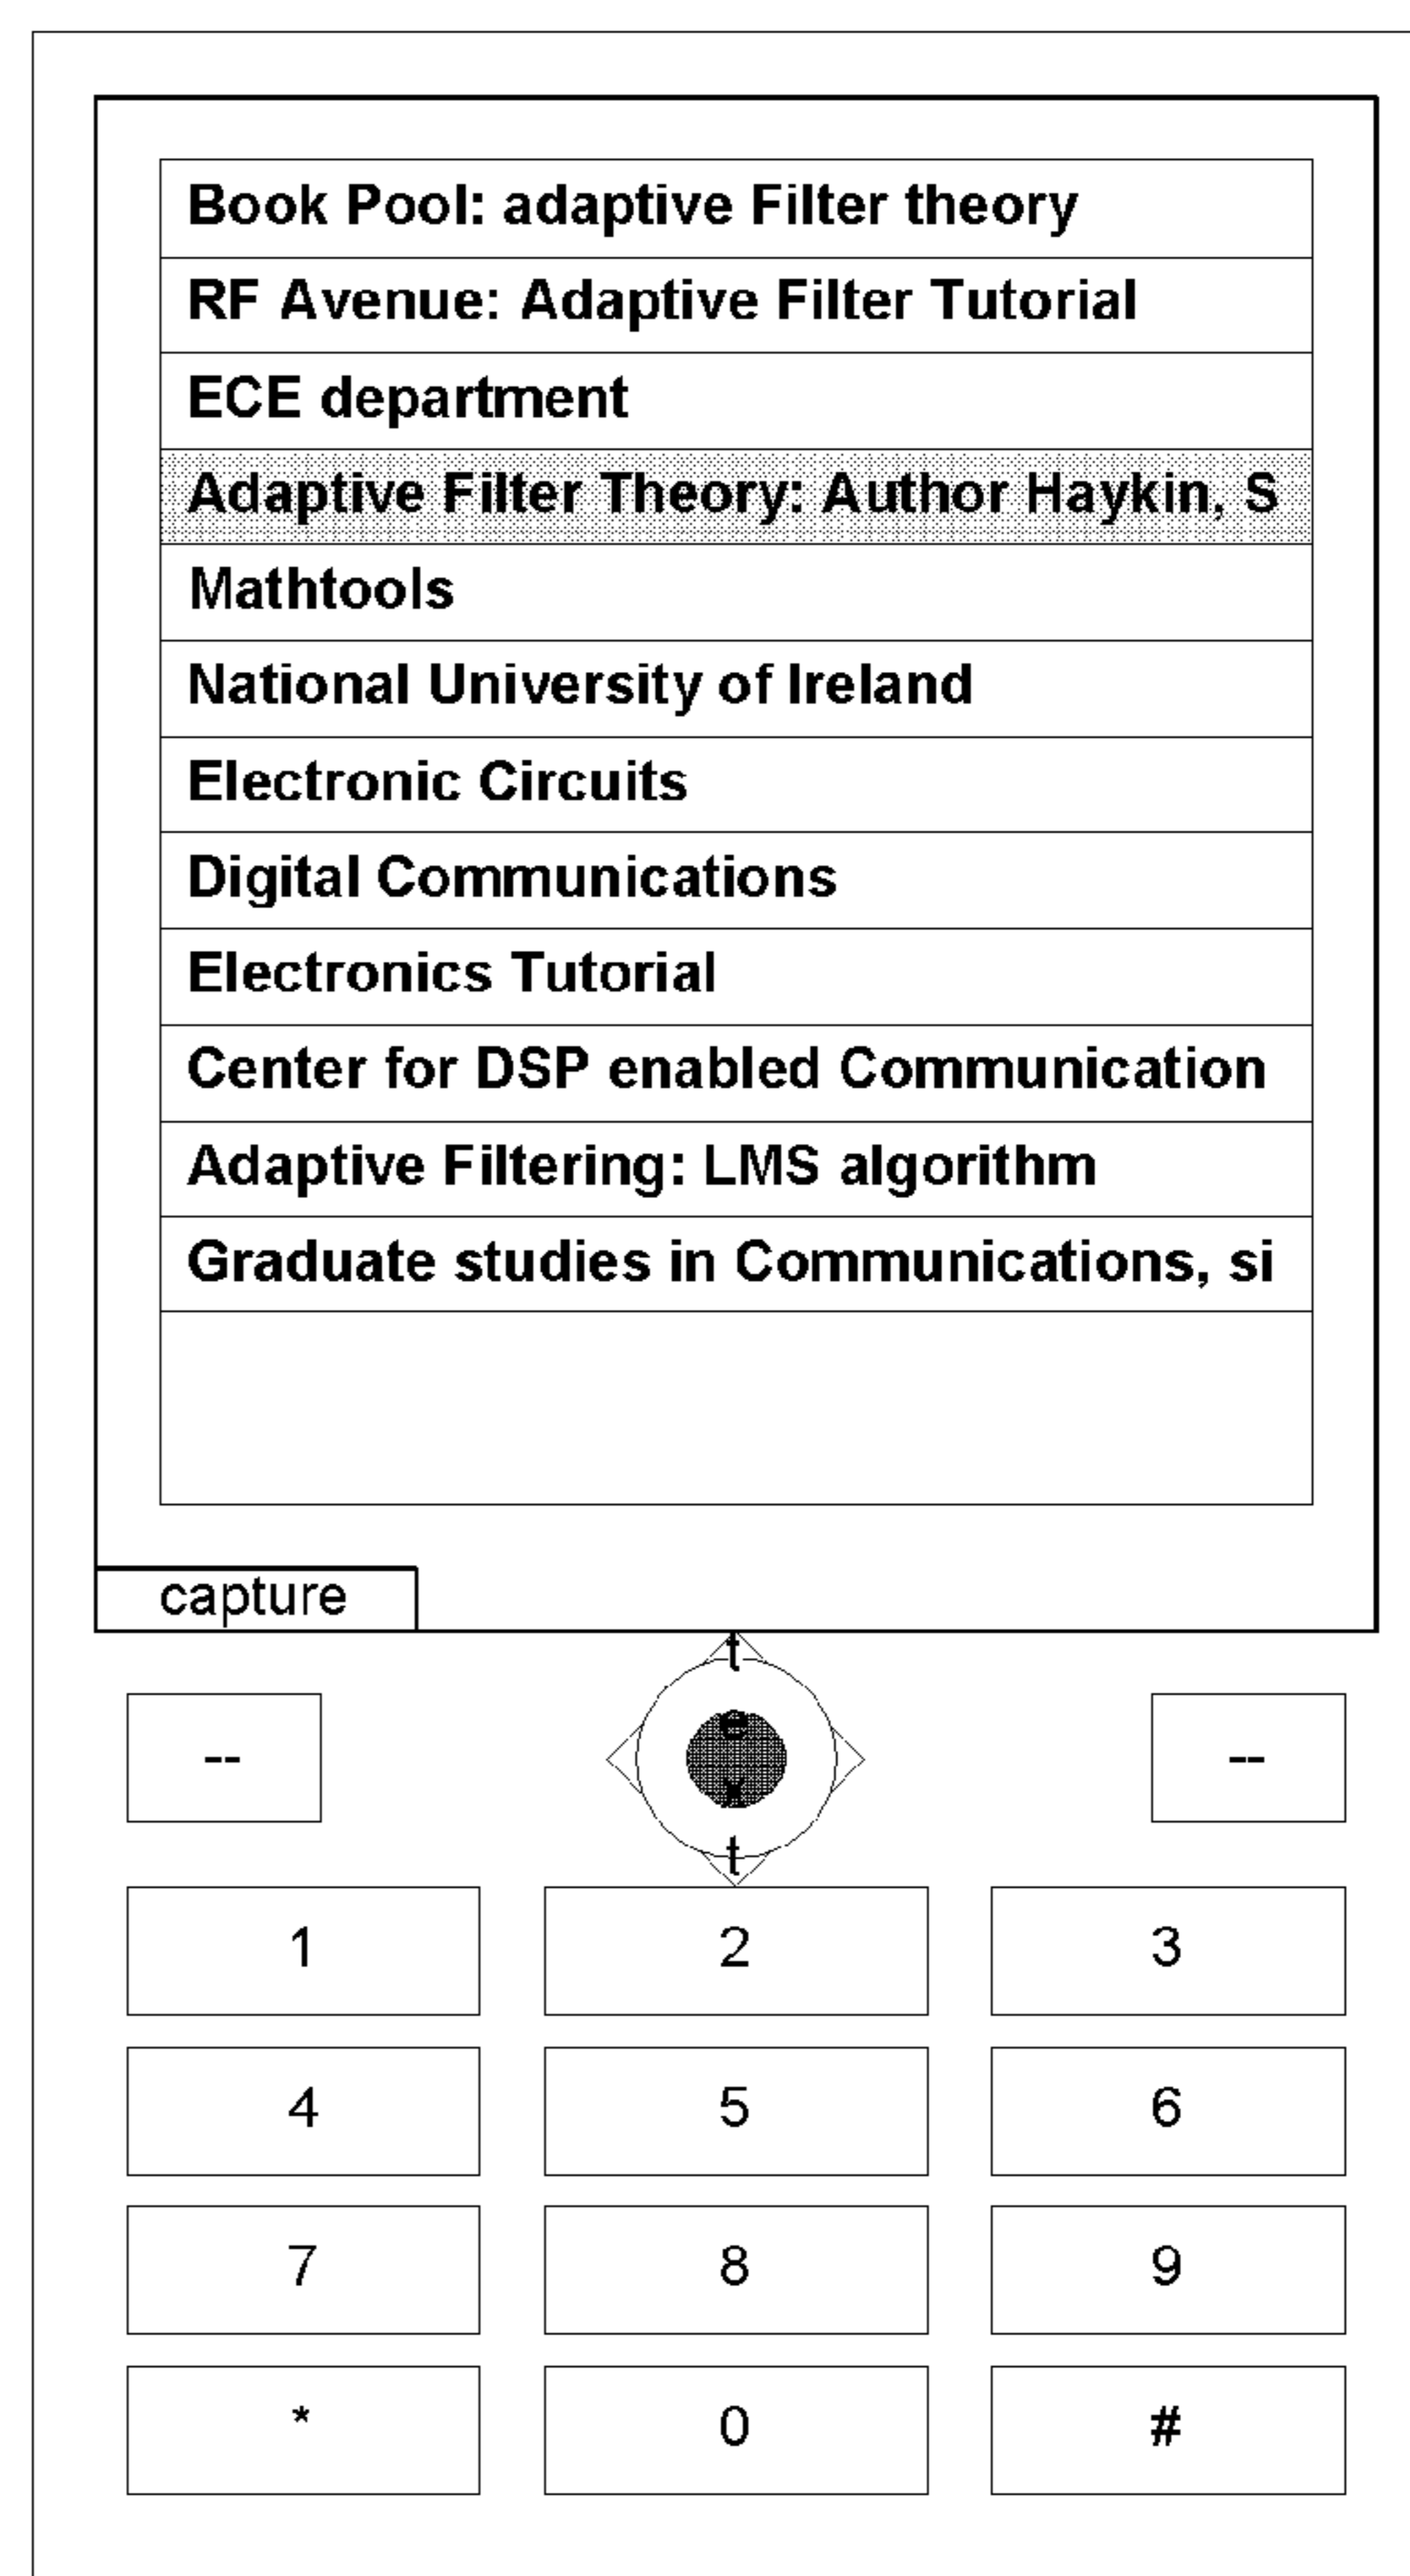 Book Pool: adaptive Filter theory
RF Avenue: Adaptive Filter Tutorial
ECE department
Adaptive Filter Theory: Author Haykin, S
Mathtools
National University of Ireland
Electronic Circuits
Digital Communications
Electronics Tutorial
Center for DSP enabled Communication
Adaptive Filtering: LMS algorithm
Graduate studies in Communications, si
capture
-- text --
1 2 3
4 5 6
7 8 9
* 0 #